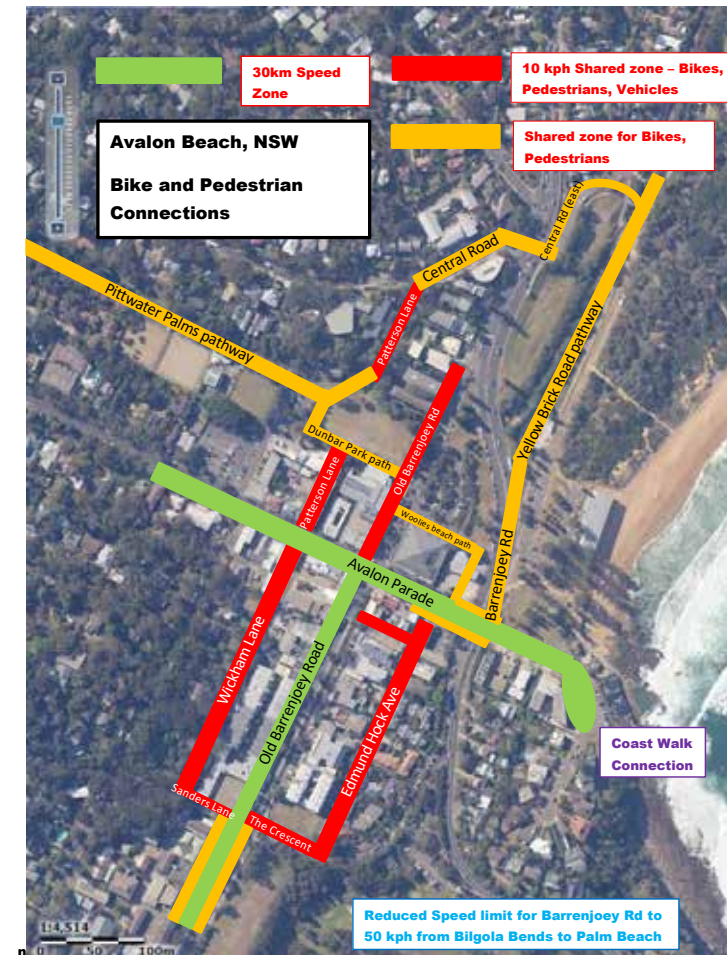 30km Speed
Zone
10 kph Shared zone – Bikes,
Pedestrians, Vehicles
Avalon Beach, NSW
Bike and Pedestrian
Connections
Shared zone for Bikes,
Pedestrians
Central Rd (east)
Central Road
Pittwater Palms pathway
Patterson Lane
Yellow Brick Road pathway
Old Barrenjoey Rd
Dunbar Park path
Patterson Lane
Woolies beach path
Avalon Parade
Barrenjoey Rd
Wickham Lane
Old Barrenjoey Road
Edmund Hock Ave
Coast Walk
Connection
Sanders Lane
The Crescent
Reduced Speed limit for Barrenjoey Rd to
50 kph from Bilgola Bends to Palm Beach
1:4,514
n 0 50 100m